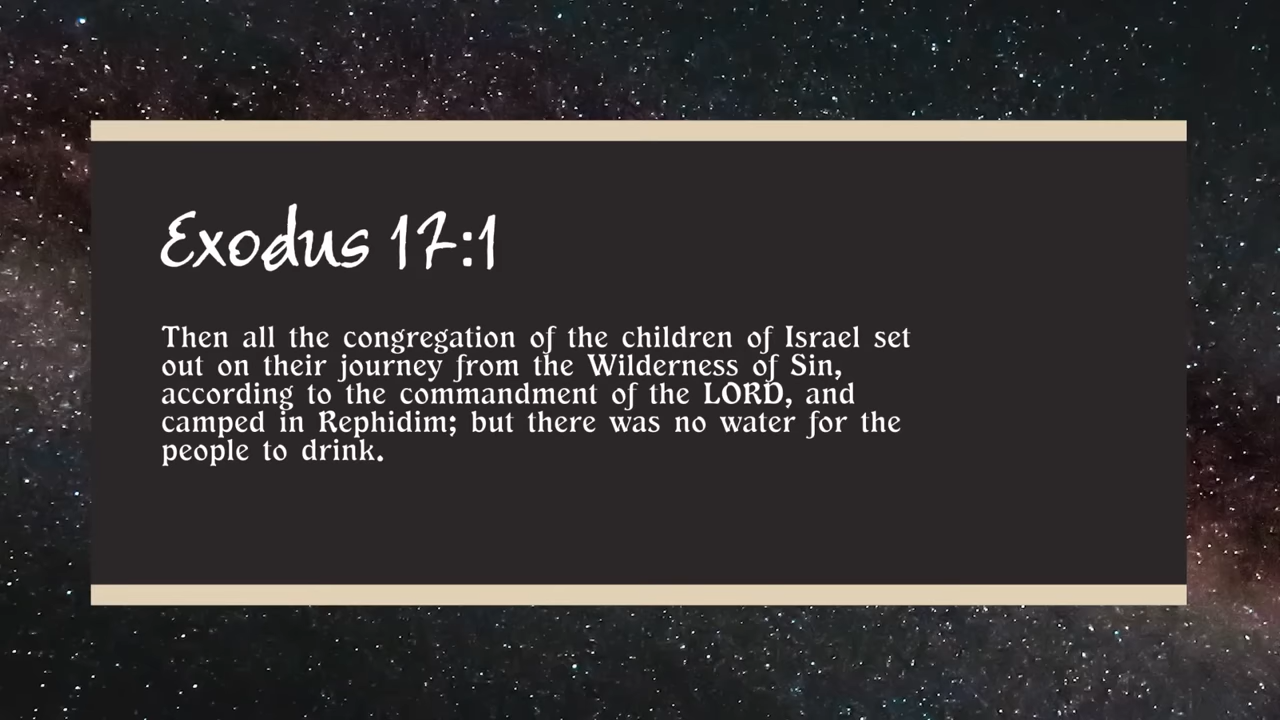 Exodus 17:1
Then all the congregation of the children of Israel set
out on their journey from the Wilderness of Sin,
according to the commandment of the LORD, and
camped in Rephidim; but there was no water for the
people to drink.